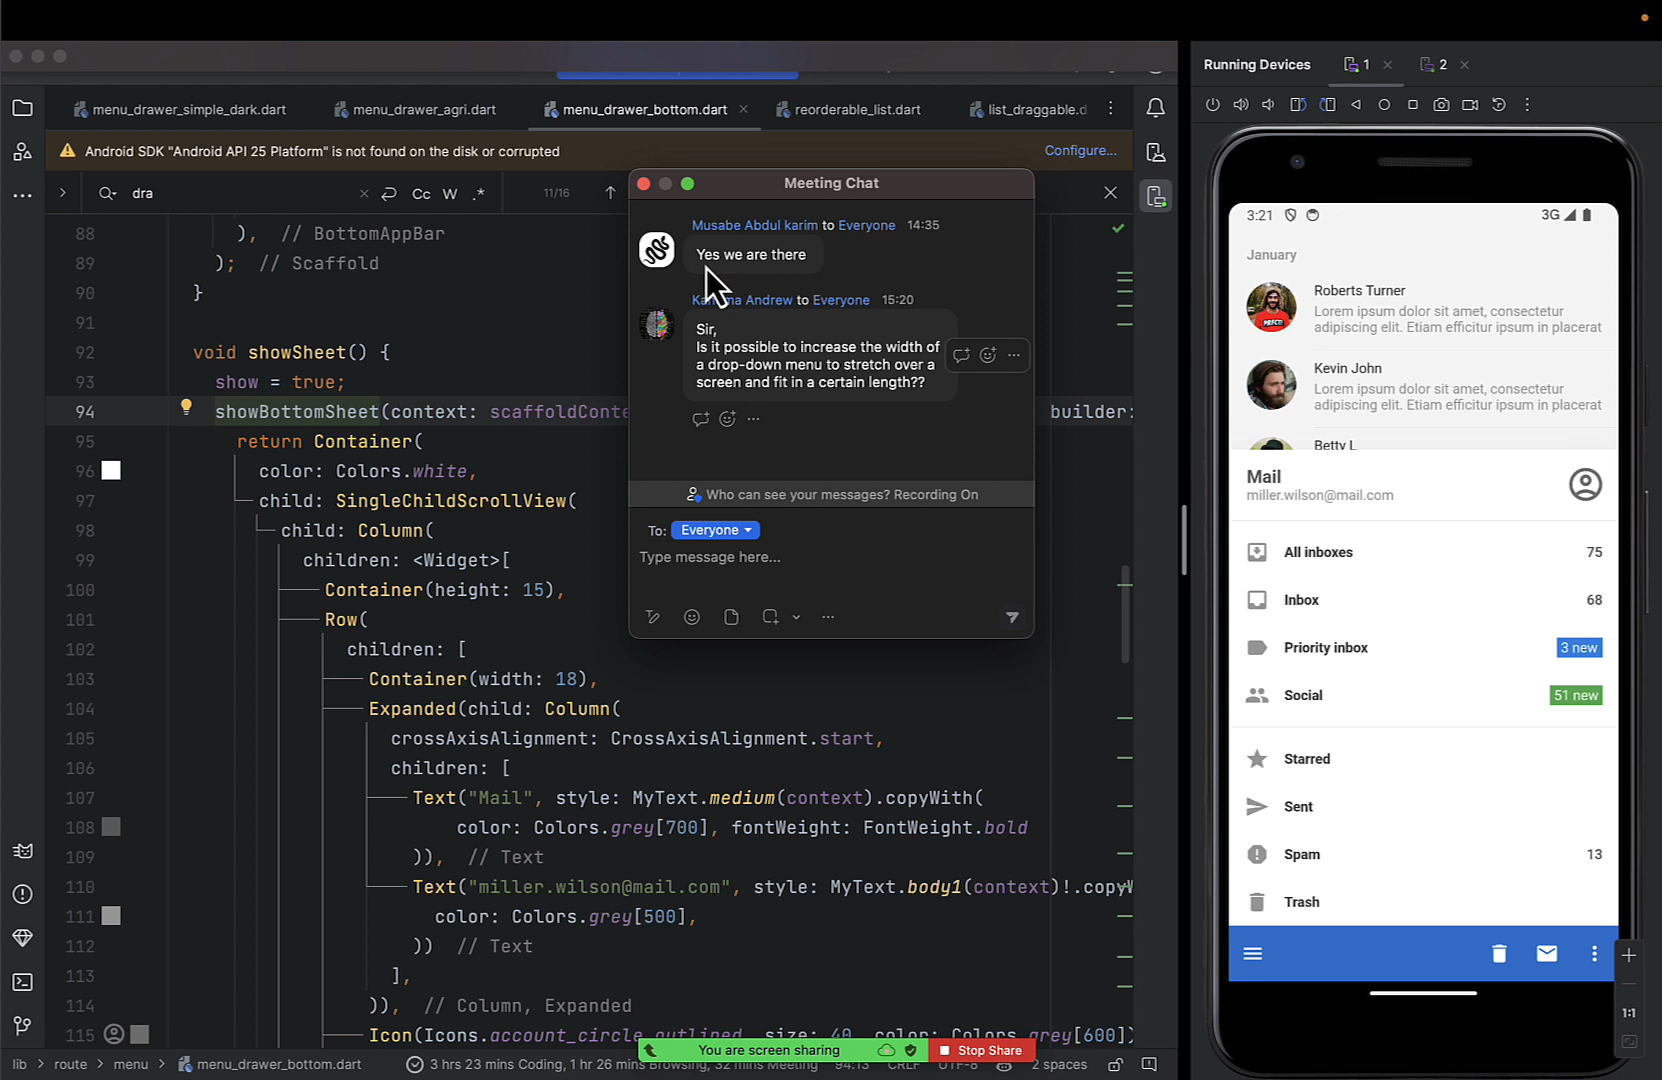 Running Devices
1
2
menu_drawer_simple_dark.dart
menu_drawer_agri.dart
menu_drawer_bottom.dart
reorderable_list.dart
list_draggable.d
Android SDK "Android API 25 Platform" is not found on the disk or corrupted
Configure...
dra
Cc
W
.*
11/16
88 ), // BottomAppBar
89 ); // Scaffold
90 }
91
92 void showSheet() {
93 show = true;
94 showBottomSheet(context: scaffoldConte builder:
95 return Container(
96 color: Colors.white,
97 child: SingleChildScrollView(
98 child: Column(
99 children: <Widget>[
100 Container(height: 15),
101 Row(
102 children: [
103 Container(width: 18),
104 Expanded(child: Column(
105 crossAxisAlignment: CrossAxisAlignment.start,
106 children: [
107 Text("Mail", style: MyText.medium(context).copyWith(
108 color: Colors.grey[700], fontWeight: FontWeight.bold
109 )), // Text
110 Text("miller.wilson@mail.com", style: MyText.body1(context)!.copyW
111 color: Colors.grey[500],
112 )) // Text
113 ],
114 )), // Column, Expanded
115 Icon(Icons.account_circle_outlined, size: 40, color: Colors.grey[600])
Meeting Chat
Musabe Abdul karim to Everyone 14:35
Yes we are there
Andrew to Everyone 15:20
Sir,
Is it possible to increase the width of
a drop-down menu to stretch over a
screen and fit in a certain length??
Who can see your messages? Recording On
To: Everyone
Type message here...
You are screen sharing
Stop Share
lib
route
menu
menu_drawer_bottom.dart
3 hrs 23 mins Coding, 1 hr 26 mins Browsing, 32 mins Meeting
94:13
CRLF
UTF-8
2 spaces
3:21
3G
January
Roberts Turner
Lorem ipsum dolor sit amet, consectetur
adipiscing elit. Etiam efficitur ipsum in placerat
Kevin John
Lorem ipsum dolor sit amet, consectetur
adipiscing elit. Etiam efficitur ipsum in placerat
Betty L
Mail
miller.wilson@mail.com
All inboxes 75
Inbox 68
Priority inbox 3 new
Social 51 new
Starred
Sent
Spam 13
Trash
1:1